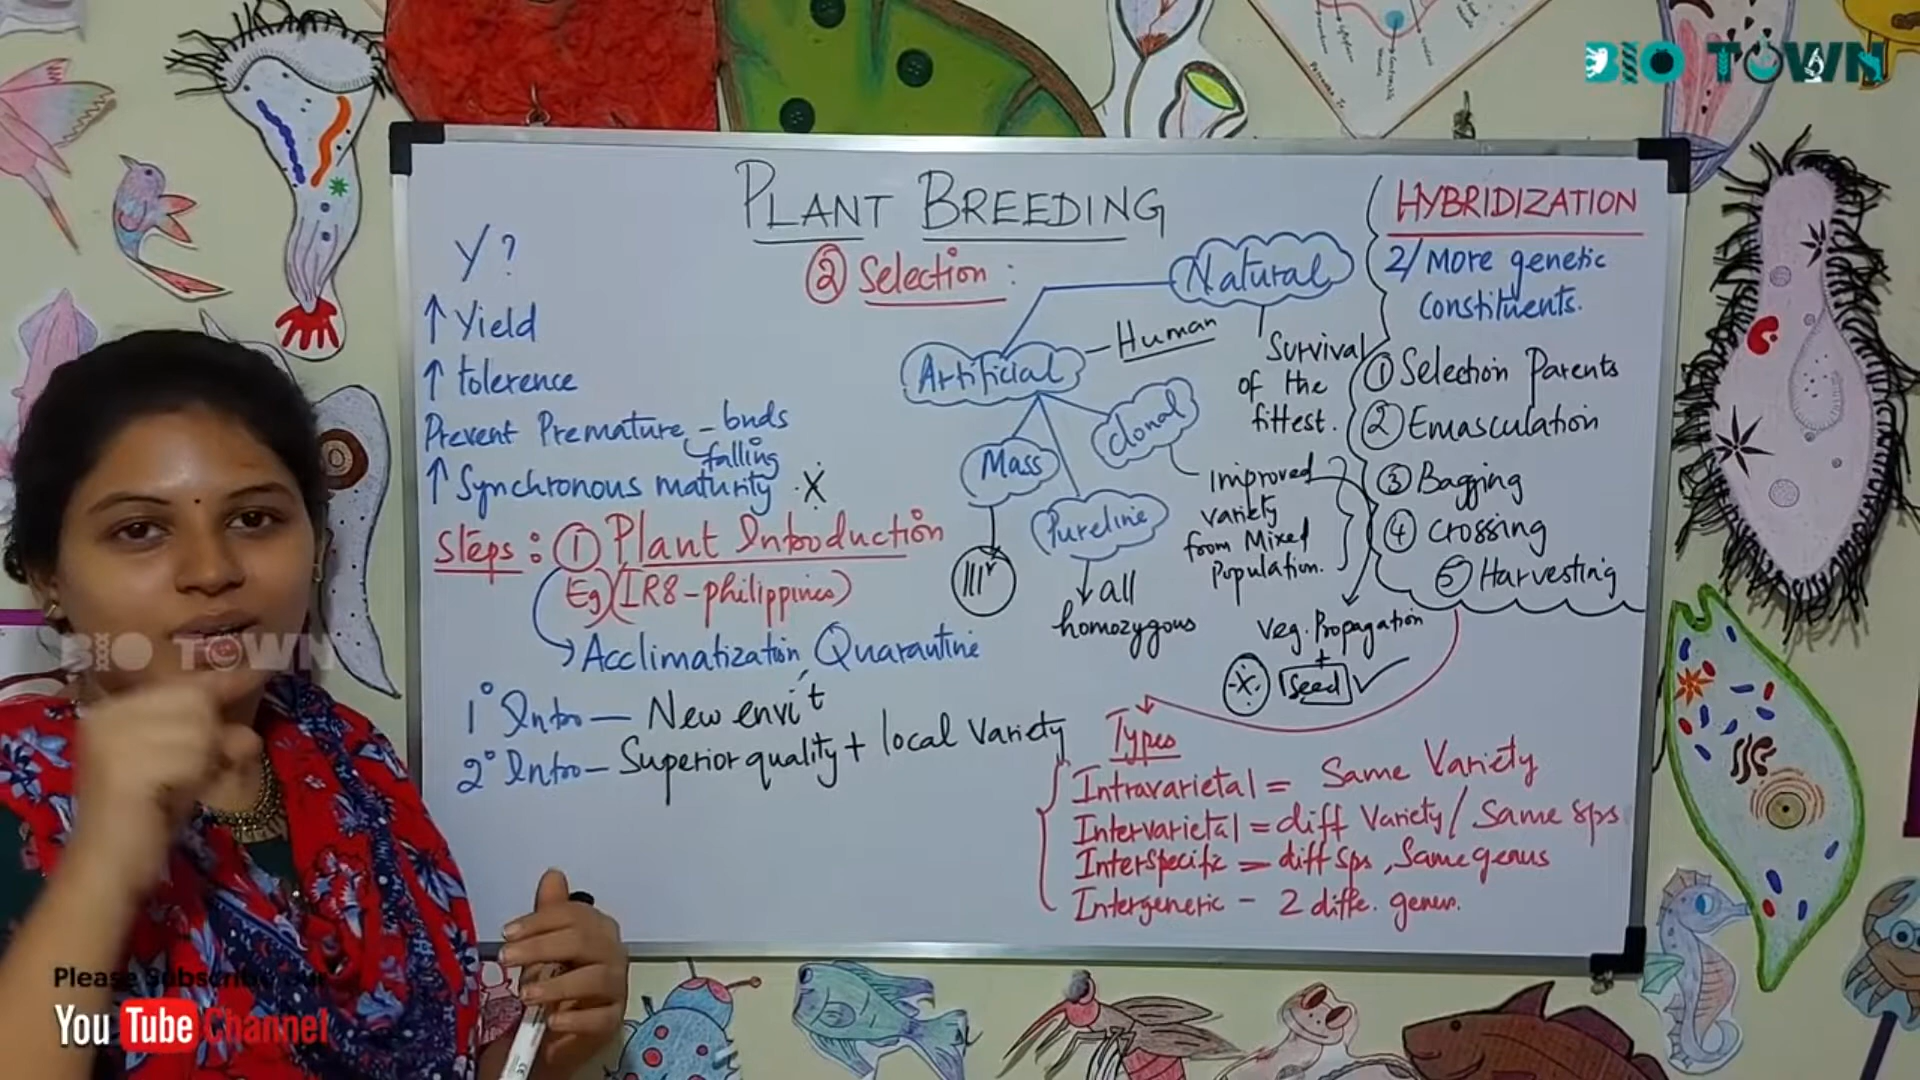 BIO TOWN
PLANT BREEDING
Y?
↑ Yield
↑ tolerence
Prevent Premature - buds
falling
↑ Synchronous maturity X
Steps: ① Plant Introduction
Eg) (IR8-philippines)
Acclimatization, Quarantine
1° Intro — New envi't
2° Intro — Superior quality + local Variety
② Selection:
Natural
Survival
of the
fittest.
Artificial — Human
Mass
Pureline
all
homozygous
Clonal
Improved
variety
from Mixed
Population.
Veg. Propagation
+
X Seed ✓
HYBRIDIZATION
2/More genetic
constituents.
① Selection Parents
② Emasculation
③ Bagging
④ Crossing
⑤ Harvesting
Types
Intravarietal = Same Variety
Intervarietal = diff Variety / Same sps
Interspecific = diff sps, Same genus
Intergeneric - 2 diffe. genus.
BIO TOWN
Please Subscribe our
YouTube Channel